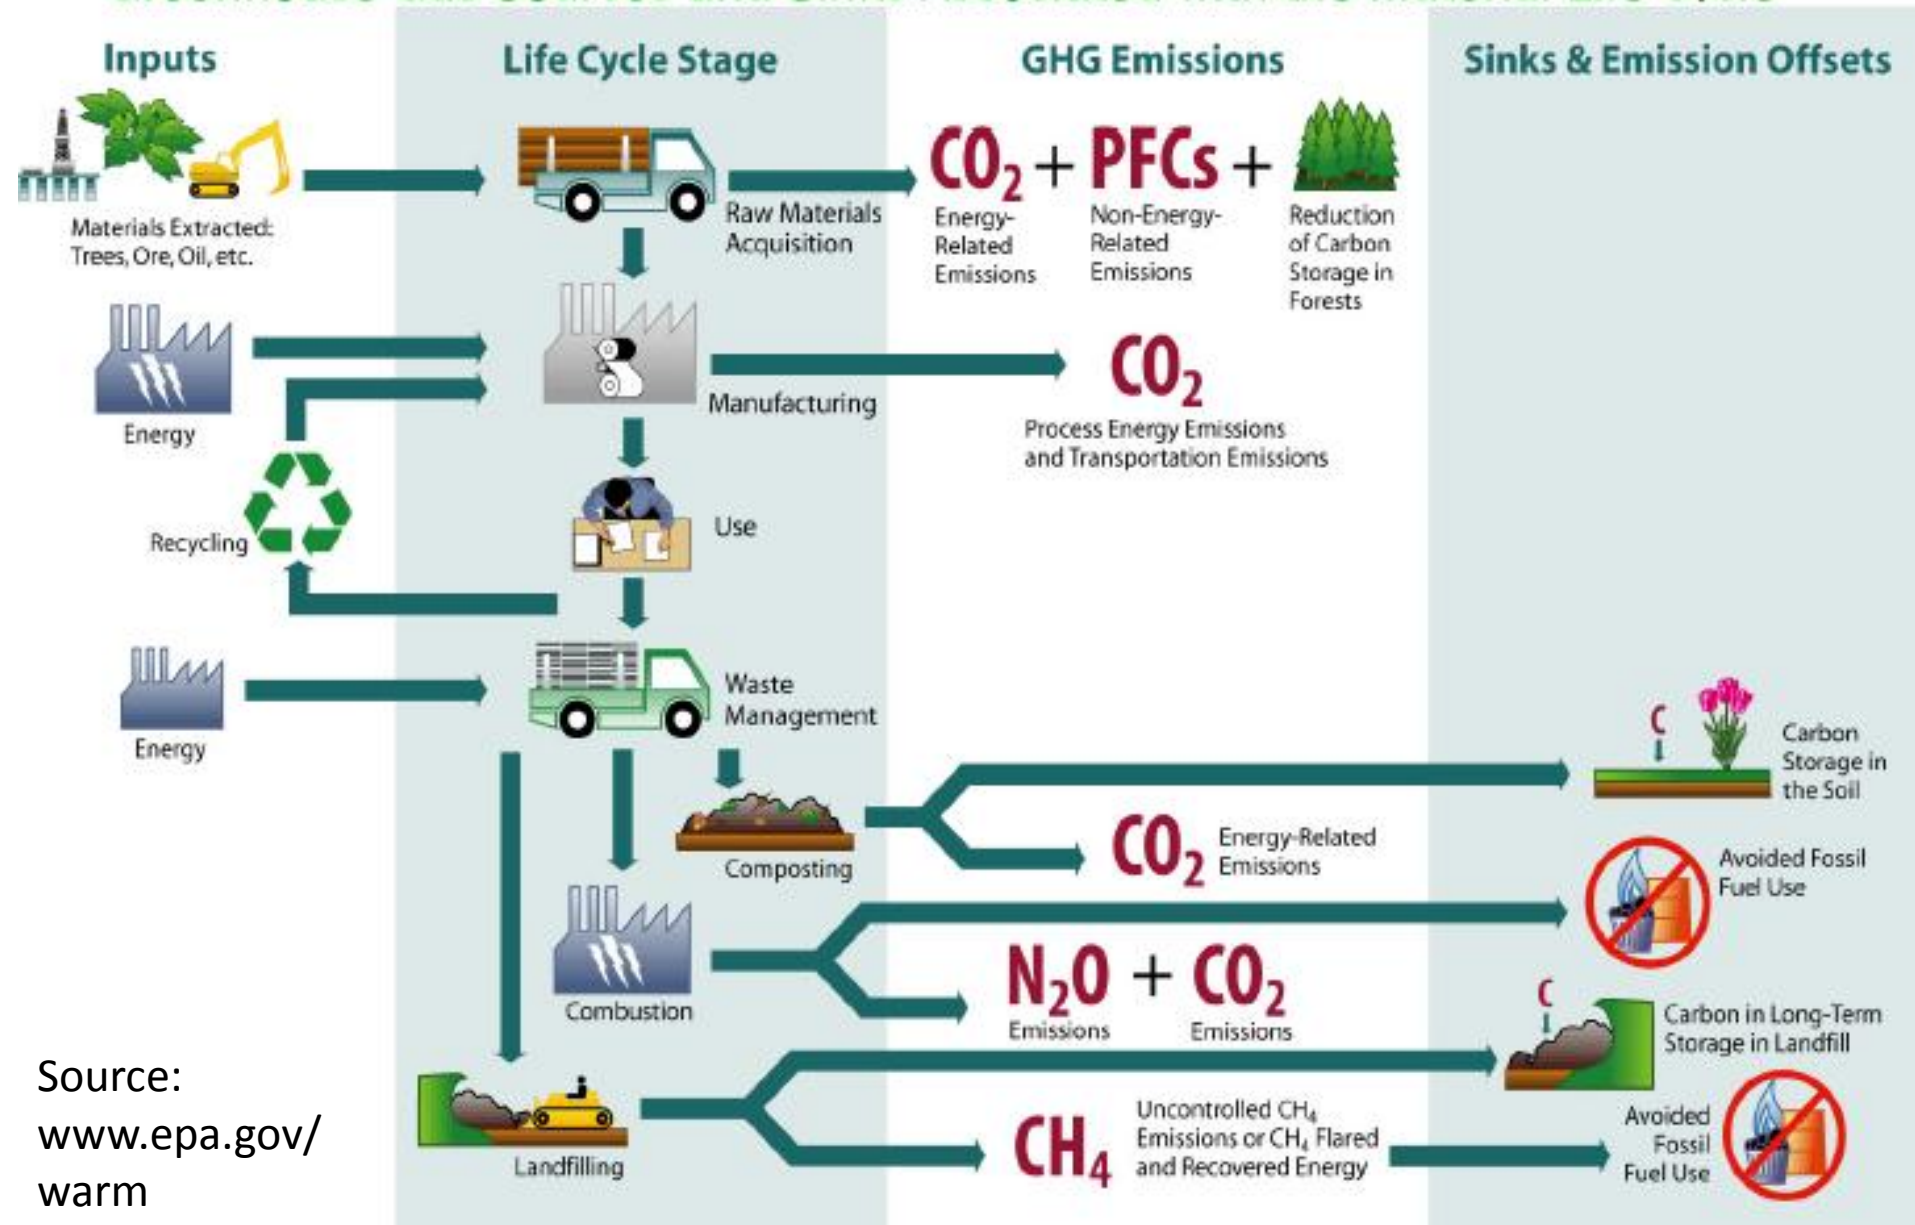 Inputs
Life Cycle Stage
GHG Emissions
Sinks & Emission Offsets
Materials Extracted:
Trees, Ore, Oil, etc.
Raw Materials
Acquisition
CO₂ + PFCs +
Energy-
Related
Emissions
Non-Energy-
Related
Emissions
Reduction
of Carbon
Storage in
Forests
Energy
Manufacturing
CO₂
Process Energy Emissions
and Transportation Emissions
Recycling
Use
Energy
Waste
Management
C
Carbon
Storage in
the Soil
Composting
CO₂
Energy-Related
Emissions
Avoided Fossil
Fuel Use
Combustion
N₂O + CO₂
Emissions
Emissions
C
Carbon in Long-Term
Storage in Landfill
Landfilling
CH₄
Uncontrolled CH₄
Emissions or CH₄ Flared
and Recovered Energy
Avoided
Fossil
Fuel Use
Source:
www.epa.gov/
warm